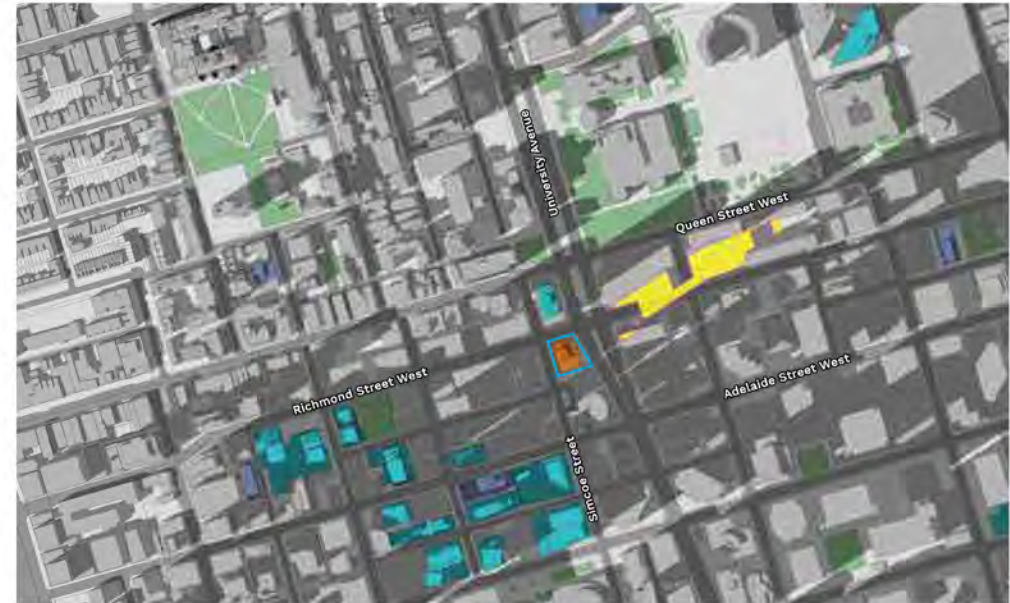 University Avenue
Queen Street West
Adelaide Street West
Richmond Street West
Simcoe Street